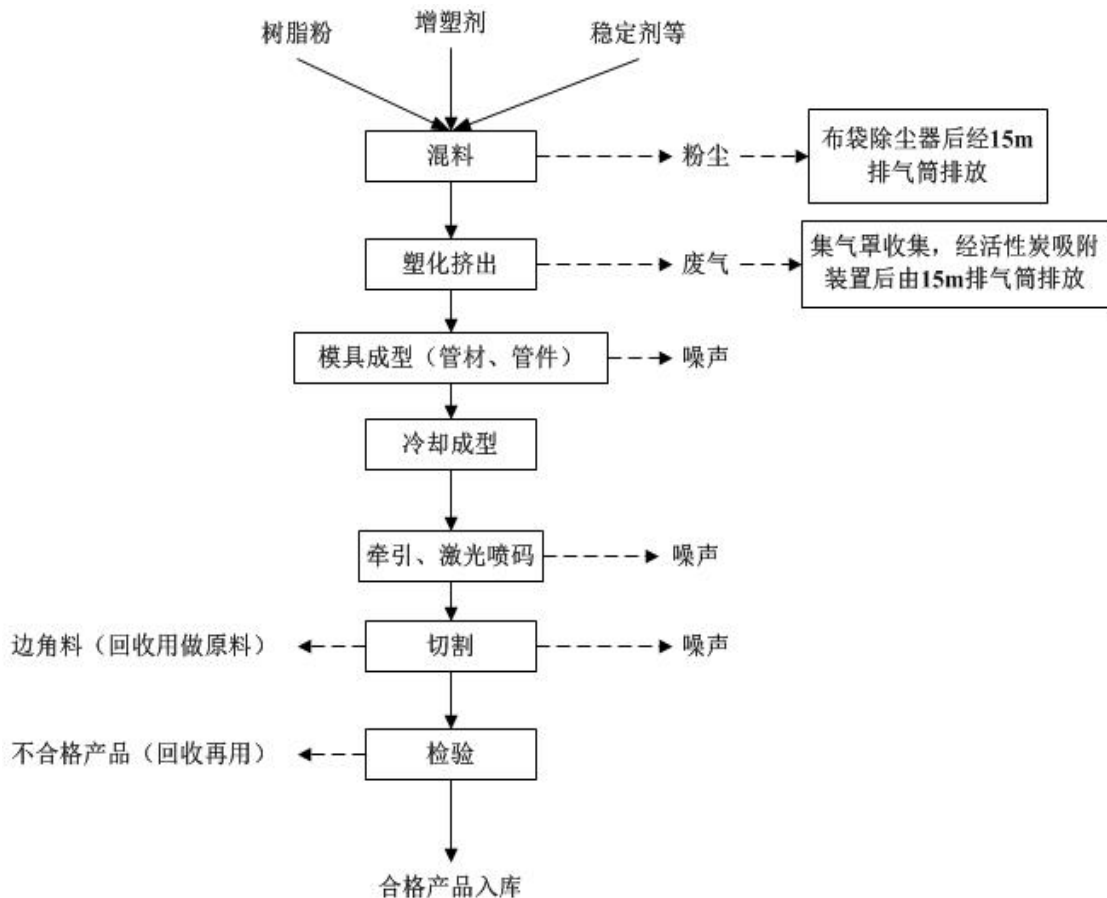 树脂粉
增塑剂
稳定剂等
混料
粉尘
布袋除尘器后经15m
排气筒排放
塑化挤出
废气
集气罩收集，经活性炭吸附
装置后由15m排气筒排放
模具成型（管材、管件）
噪声
冷却成型
牵引、激光喷码
噪声
边角料（回收用做原料）
切割
噪声
不合格产品（回收再用）
检验
合格产品入库